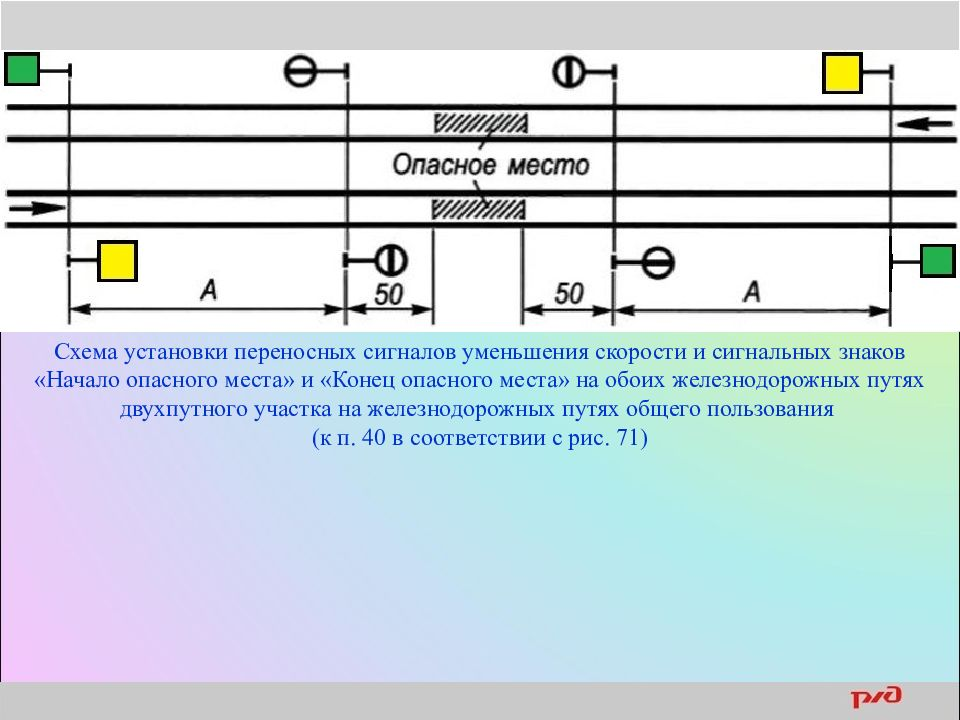 Опасное место
А
50
50
А
Схема установки переносных сигналов уменьшения скорости и сигнальных знаков
«Начало опасного места» и «Конец опасного места» на обоих железнодорожных путях
двухпутного участка на железнодорожных путях общего пользования
(к п. 40 в соответствии с рис. 71)
ржд